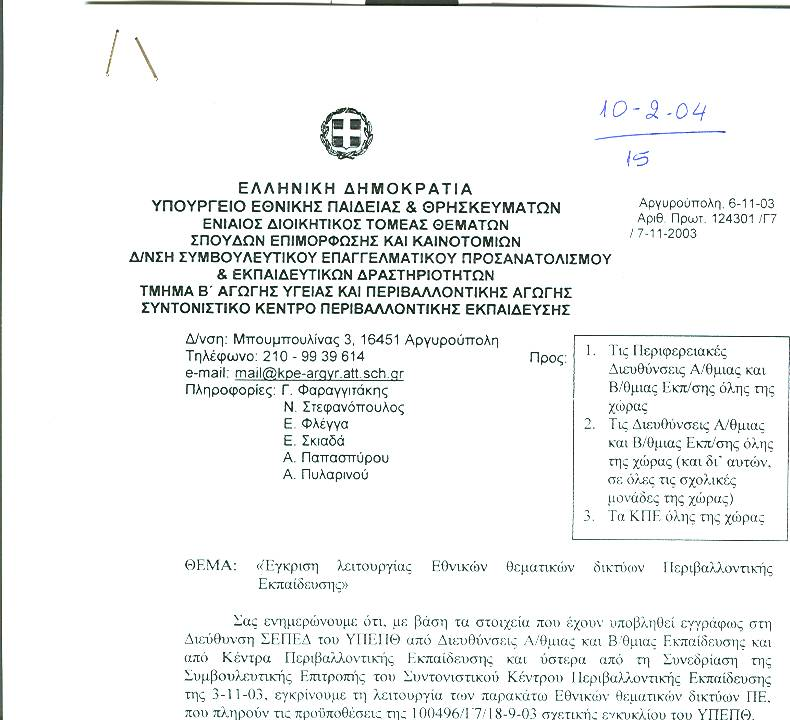 10-2-04
15
ΕΛΛΗΝΙΚΗ ΔΗΜΟΚΡΑΤΙΑ
ΥΠΟΥΡΓΕΙΟ ΕΘΝΙΚΗΣ ΠΑΙΔΕΙΑΣ & ΘΡΗΣΚΕΥΜΑΤΩΝ
ΕΝΙΑΙΟΣ ΔΙΟΙΚΗΤΙΚΟΣ ΤΟΜΕΑΣ ΘΕΜΑΤΩΝ
ΣΠΟΥΔΩΝ ΕΠΙΜΟΡΦΩΣΗΣ ΚΑΙ ΚΑΙΝΟΤΟΜΙΩΝ
Δ/ΝΣΗ ΣΥΜΒΟΥΛΕΥΤΙΚΟΥ ΕΠΑΓΓΕΛΜΑΤΙΚΟΥ ΠΡΟΣΑΝΑΤΟΛΙΣΜΟΥ
& ΕΚΠΑΙΔΕΥΤΙΚΩΝ ΔΡΑΣΤΗΡΙΟΤΗΤΩΝ
ΤΜΗΜΑ Β΄ ΑΓΩΓΗΣ ΥΓΕΙΑΣ ΚΑΙ ΠΕΡΙΒΑΛΛΟΝΤΙΚΗΣ ΑΓΩΓΗΣ
ΣΥΝΤΟΝΙΣΤΙΚΟ ΚΕΝΤΡΟ ΠΕΡΙΒΑΛΛΟΝΤΙΚΗΣ ΕΚΠΑΙΔΕΥΣΗΣ
Αργυρούπολη, 6-11-03
Αριθ. Πρωτ. 124301 /Γ7
/ 7-11-2003
Δ/νση: Μπουμπουλίνας 3, 16451 Αργυρούπολη
Τηλέφωνο: 210 - 99 39 614
e-mail: mail@kpe-argyr.att.sch.gr
Πληροφορίες: Γ. Φαραγγιτάκης
Ν. Στεφανόπουλος
Ε. Φλέγγα
Ε. Σκιαδά
Α. Παπασπύρου
Α. Πυλαρινού
Προς:
1. Τις Περιφερειακές
Διευθύνσεις Α/θμιας και
Β/θμιας Εκπ/σης όλης της
χώρας
2. Τις Διευθύνσεις Α/θμιας
και Β/θμιας Εκπ/σης όλης
της χώρας (και δι΄ αυτών,
σε όλες τις σχολικές
μονάδες της χώρας)
3. Τα ΚΠΕ όλης της χώρας
ΘΕΜΑ: «Έγκριση λειτουργίας Εθνικών θεματικών δικτύων Περιβαλλοντικής
Εκπαίδευσης»
Σας ενημερώνουμε ότι, με βάση τα στοιχεία που έχουν υποβληθεί εγγράφως στη
Διεύθυνση ΣΕΠΕΔ του ΥΠΕΠΘ από Διευθύνσεις Α/θμιας και Β/θμιας Εκπαίδευσης και
από Κέντρα Περιβαλλοντικής Εκπαίδευσης και ύστερα από τη Συνεδρίαση της
Συμβουλευτικής Επιτροπής του Συντονιστικού Κέντρου Περιβαλλοντικής Εκπαίδευσης
της 3-11-03, εγκρίνουμε τη λειτουργία των παρακάτω Εθνικών θεματικών δικτύων ΠΕ,
που πληρούν τις προϋποθέσεις της 100496/Γ7/18-9-03 σχετικής εγκυκλίου του ΥΠΕΠΘ.